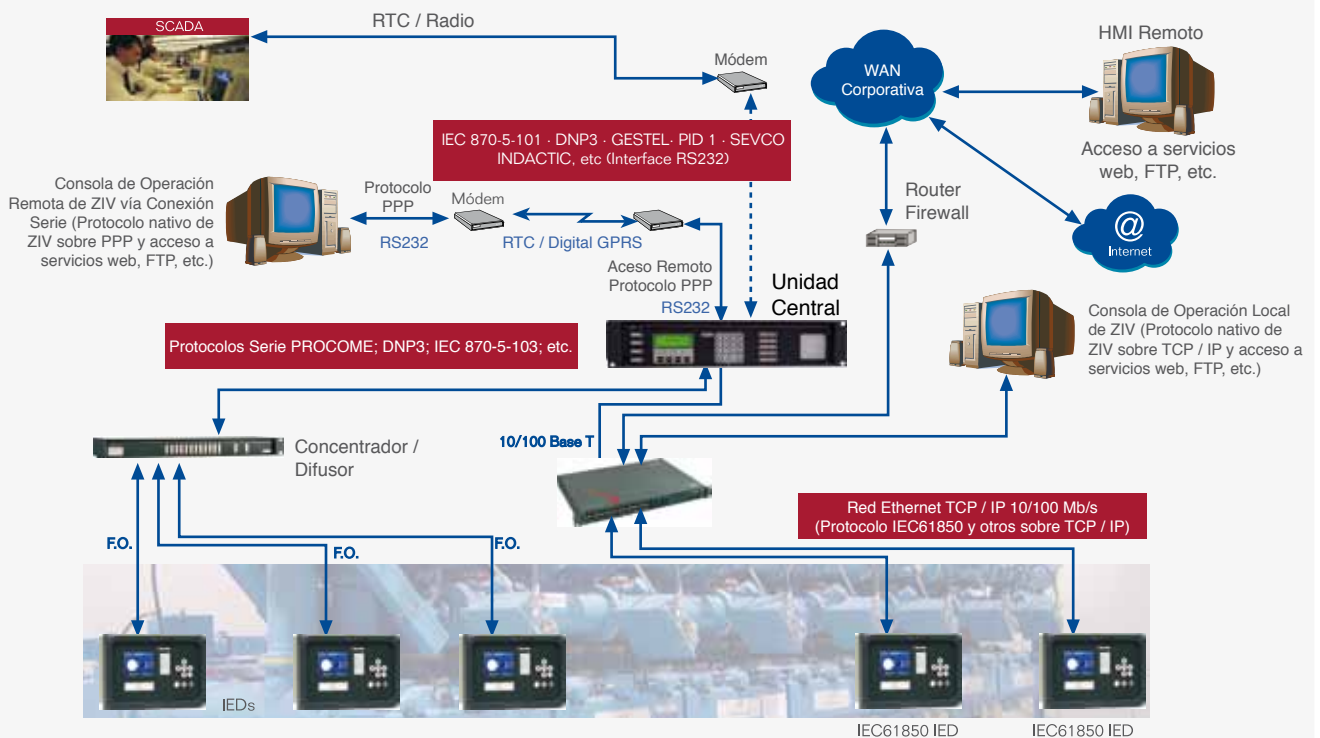 SCADA
RTC / Radio
Módem
WAN
Corporativa
HMI Remoto
IEC 870-5-101 · DNP3 · GESTEL· PID 1 · SEVCO
INDACTIC, etc (Interface RS232)
Acceso a servicios
web, FTP, etc.
Consola de Operación
Remota de ZIV vía Conexión
Serie (Protocolo nativo de
ZIV sobre PPP y acceso a
servicios web, FTP, etc.)
Protocolo
PPP
RS232
Módem
RTC / Digital GPRS
Router
Firewall
@
Internet
Aceso Remoto
Protocolo PPP
RS232
Unidad
Central
Consola de Operación Local
de ZIV (Protocolo nativo de
ZIV sobre TCP / IP y acceso a
servicios web, FTP, etc.)
Protocolos Serie PROCOME; DNP3; IEC 870-5-103; etc.
Concentrador /
Difusor
10/100 Base T
Red Ethernet TCP / IP 10/100 Mb/s
(Protocolo IEC61850 y otros sobre TCP / IP)
F.O.
F.O.
F.O.
IEDs
IEC61850 IED
IEC61850 IED